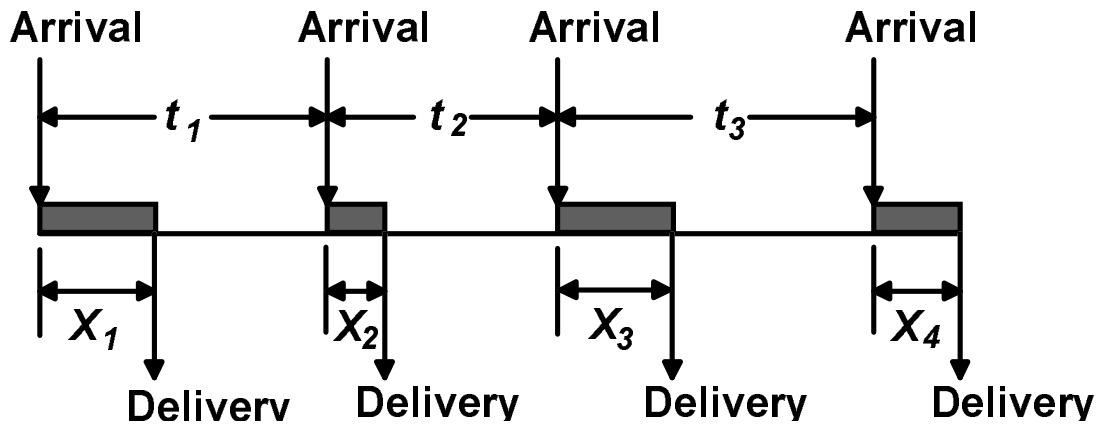 Arrival Arrival Arrival Arrival
t1 t2 t3
X1 X2 X3 X4
Delivery Delivery Delivery Delivery